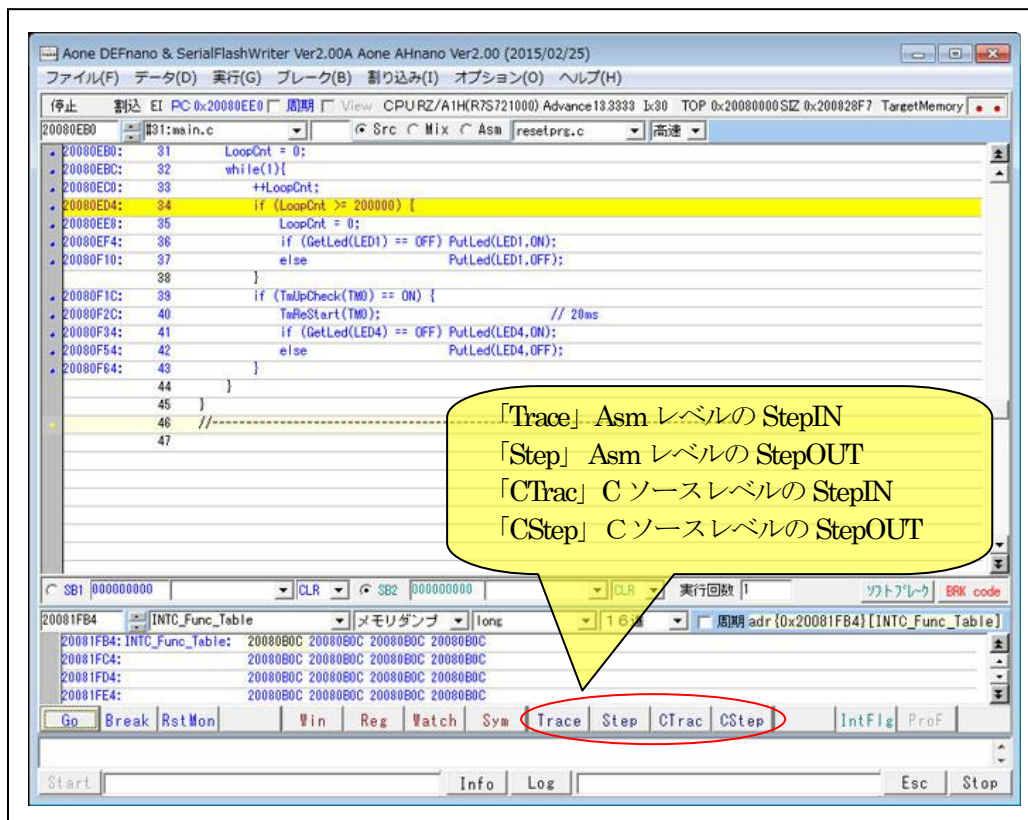 Aone DEFnano & SerialFlashWriter Ver2.00A Aone AHnano Ver2.00 (2015/02/25)
ファイル(F) データ(D) 実行(G) ブレーク(B) 割り込み(I) オプション(O) ヘルプ(H)
停止 割込 EI PC 0x20080EE0 周期 View CPU RZ/A1H(R7S721000) Advance 13.3333 Ix30 TOP 0x20080000 SIZ 0x200828F7 TargetMemory
20080EB0 #31:main.c Src Mix Asm resetprg.c 高速
20080EB0: 31 LoopCnt = 0;
20080EBC: 32 while(1){
20080EC0: 33 ++LoopCnt;
20080ED4: 34 if (LoopCnt >= 200000) {
20080EE8: 35 LoopCnt = 0;
20080EF4: 36 if (GetLed(LED1) == OFF) PutLed(LED1,ON);
20080F10: 37 else PutLed(LED1,OFF);
38 }
20080F1C: 39 if (TmUpCheck(TM0) == ON) {
20080F2C: 40 TmReStart(TM0); // 20ms
20080F34: 41 if (GetLed(LED4) == OFF) PutLed(LED4,ON);
20080F54: 42 else PutLed(LED4,OFF);
20080F64: 43 }
44 }
45 }
46 //----------------------------------------
47
「Trace」Asm レベルの StepIN
「Step」 Asm レベルの StepOUT
「CTrac」C ソースレベルの StepIN
「CStep」 Cソースレベルの StepOUT
SB1 000000000 CLR SB2 000000000 CLR 実行回数 1 ソフトブレーク BRK code
20081FB4 INTC_Func_Table メモリダンプ long 16進 周期 adr {0x20081FB4} [INTC_Func_Table]
20081FB4: INTC_Func_Table: 20080B0C 20080B0C 20080B0C 20080B0C
20081FC4: 20080B0C 20080B0C 20080B0C 20080B0C
20081FD4: 20080B0C 20080B0C 20080B0C 20080B0C
20081FE4: 20080B0C 20080B0C 20080B0C 20080B0C
Go Break RstMon Win Reg Watch Sym Trace Step CTrac CStep IntFlg ProF
Start Info Log Esc Stop